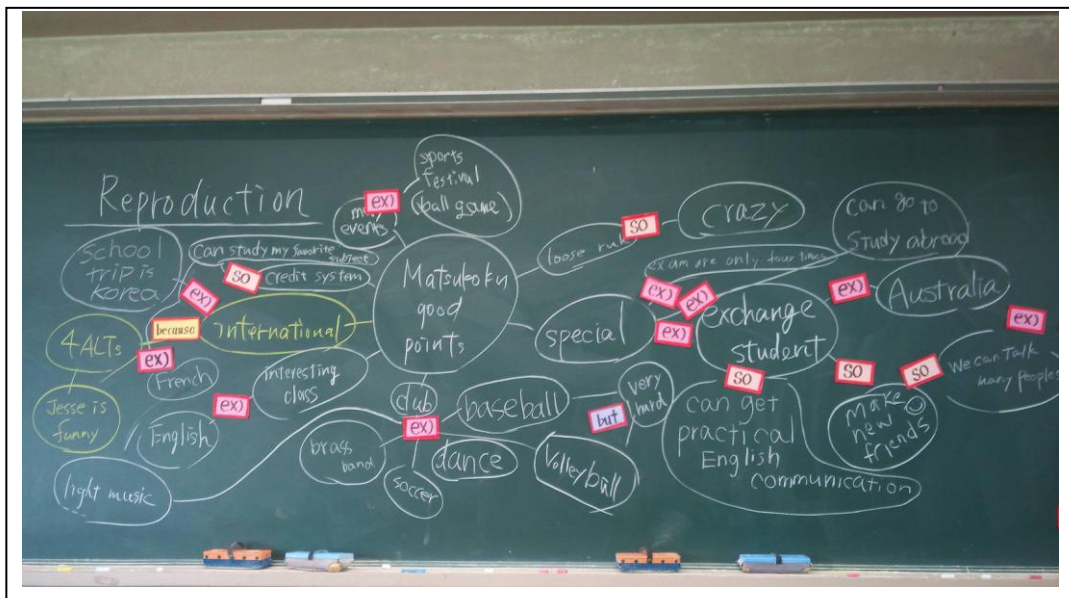 Reproduction
sports
festival
(ball game)
ex)
many
events
school
trip is
korea
ex)
Can study my favorite
subject
so
credit system
4 ALTs
because
international
ex)
Jesse is
funny
French
English
ex)
interesting
class
light music
Matsusoku
good
points
club
ex)
brass
band
soccer
dance
baseball
volleyball
but
very
hard
loose rule
so
crazy
special
exam are only four times
ex)
ex)
ex)
can go to
study abroad
exchange
student
ex)
Australia
ex)
so
can get
practical
English
communication
so
make
new
friends
so
We can talk
many peoples